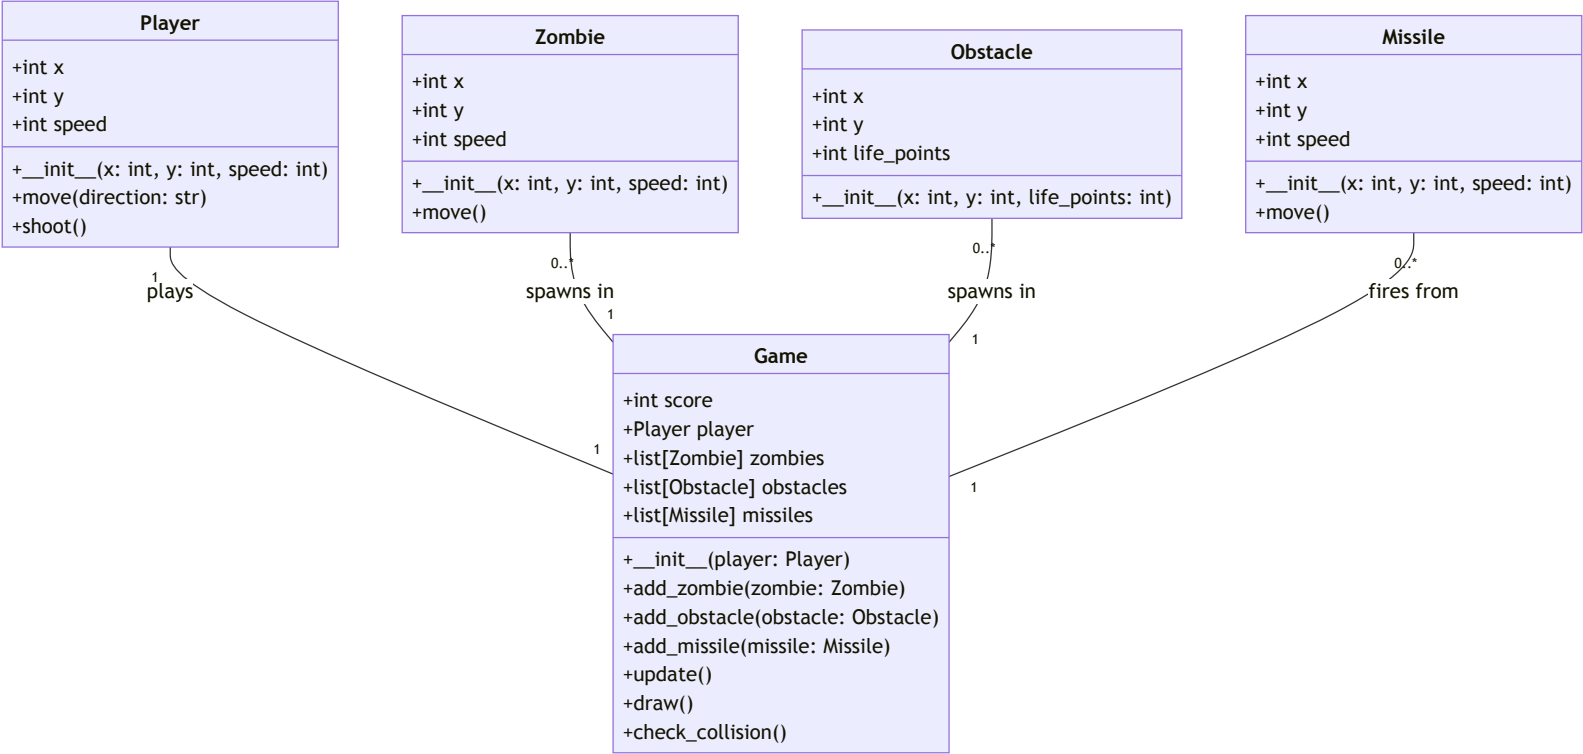 Player
+int x
+int y
+int speed
+__init__(x: int, y: int, speed: int)
+move(direction: str)
+shoot()
Zombie
+int x
+int y
+int speed
+__init__(x: int, y: int, speed: int)
+move()
Obstacle
+int x
+int y
+int life_points
+__init__(x: int, y: int, life_points: int)
Missile
+int x
+int y
+int speed
+__init__(x: int, y: int, speed: int)
+move()
1
plays
1
0..*
spawns in
1
0..*
spawns in
1
0..*
fires from
1
Game
+int score
+Player player
+list[Zombie] zombies
+list[Obstacle] obstacles
+list[Missile] missiles
+__init__(player: Player)
+add_zombie(zombie: Zombie)
+add_obstacle(obstacle: Obstacle)
+add_missile(missile: Missile)
+update()
+draw()
+check_collision()